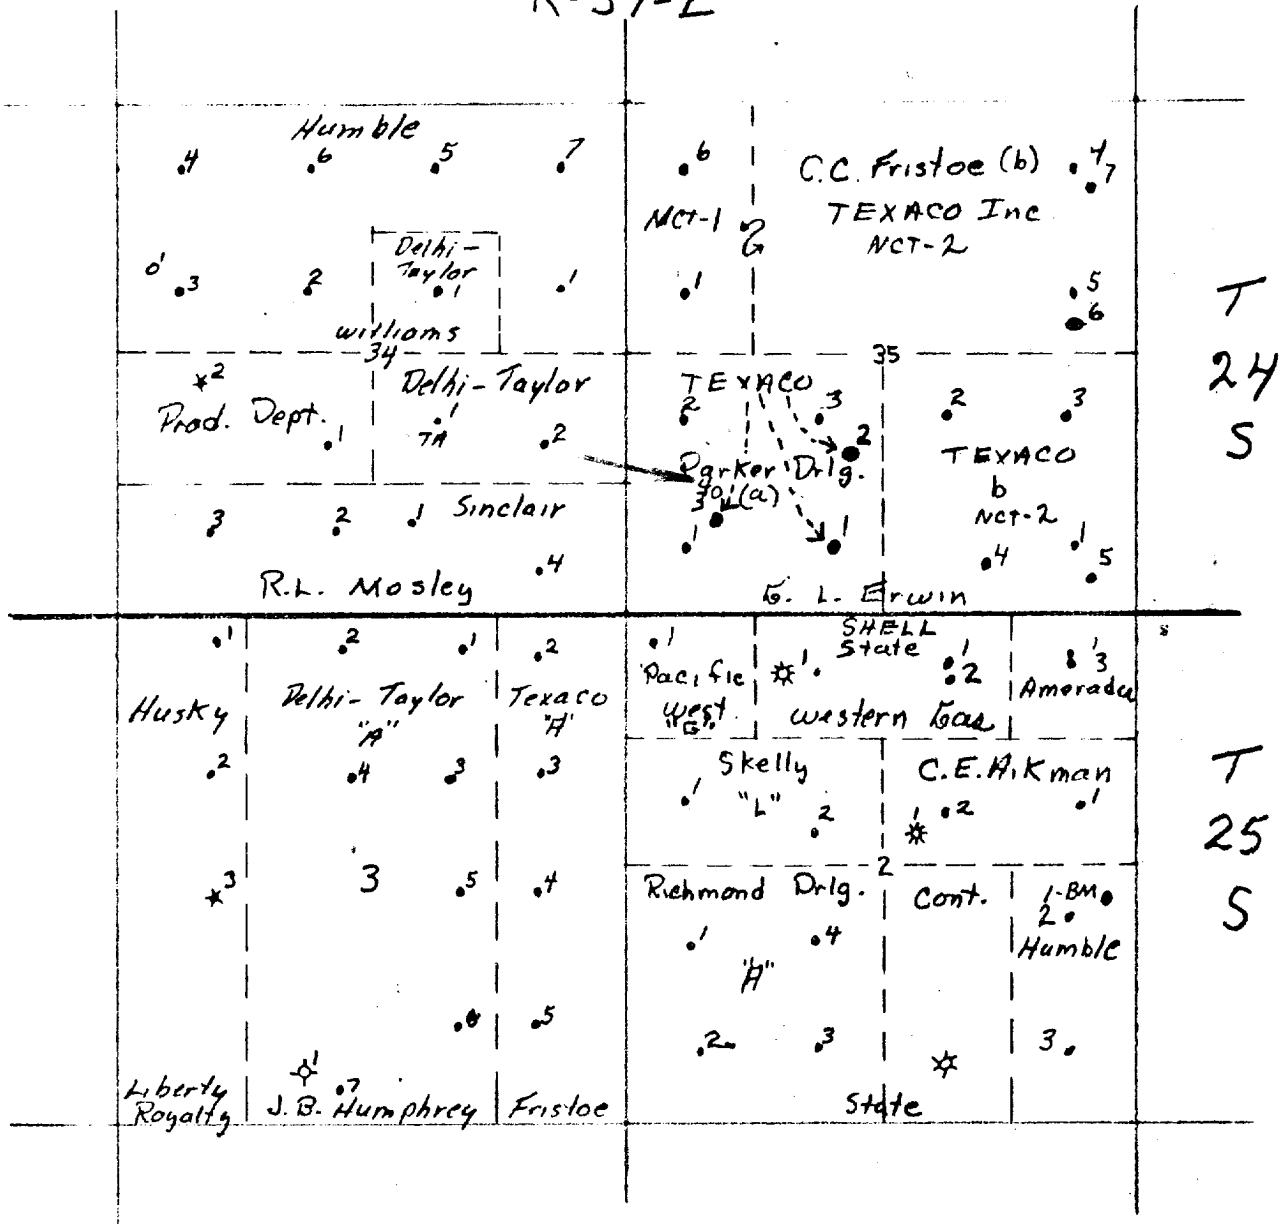 R-37-E
Humble
4 6 5 7
3 2 1
0'
Delhi-
Taylor
1
Williams
34
2
Prod. Dept.
1
Delhi-Taylor
1
TA
2
Sinclair
3 2 1
4
R.L. Mosley
6
NCT-1
G
1
C.C. Fristoe (b)
TEXACO Inc
NCT-2
4
7
5
6
35
TEXACO
2 3
2
Parker Drlg.
(a)
3
1 1
2 3
TEXACO
b
NCT-2
1
4
5
G. L. Erwin
T
24
S
1
Husky
2
3
Liberty
Royalty
2 1
Delhi-Taylor
"A"
4 3
3
5
6
1
7
J.B. Humphrey
2
Texaco
"A"
3
4
5
Fristoe
1
Pacific
West.
"G"
SHELL
State
1 1
2
Western Gas
1
3
Amerada
Skelly
"L"
1
2
C.E. Aikman
1 2 1
2
Richmond Drlg.
1 4
"A"
2 3
Cont.
State
1-BM
2
Humble
3
T
25
S